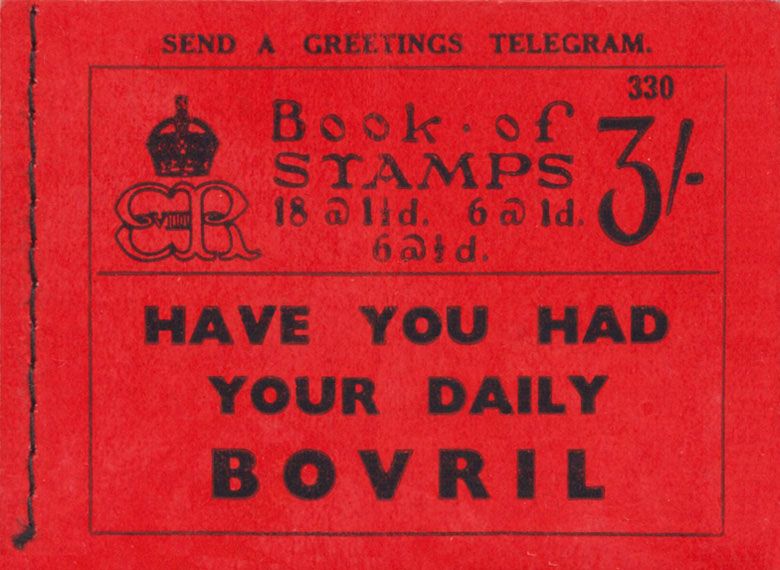 SEND A GREETINGS TELEGRAM.
330
Book · of
STAMPS
3/-
18 @ 1½d. 6 @ 1d.
6 @ ½d.
E VIII R
HAVE YOU HAD
YOUR DAILY
BOVRIL